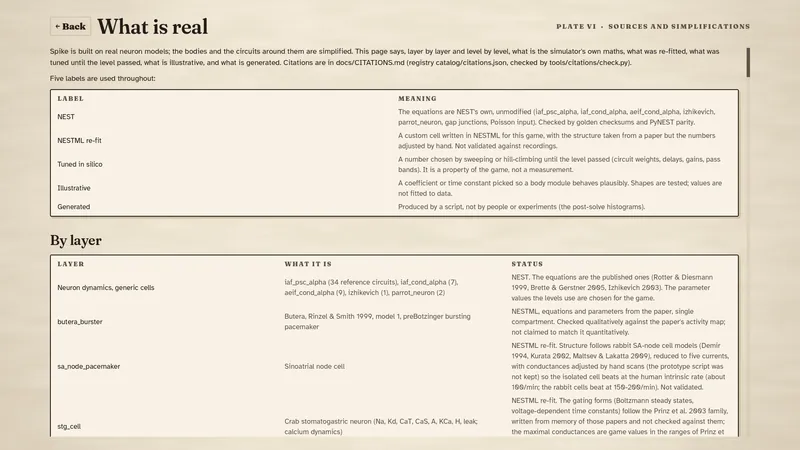 ← Back
What is real
PLATE VI • SOURCES AND SIMPLIFICATIONS
Spike is built on real neuron models; the bodies and the circuits around them are simplified. This page says, layer by layer and level by level, what is the simulator's own maths, what was re-fitted, what was
tuned until the level passed, what is illustrative, and what is generated. Citations are in docs/CITATIONS.md (registry catalog/citations.json, checked by tools/citations/check.py).
Five labels are used throughout:
LABEL
MEANING
NEST
The equations are NEST's own, unmodified (iaf_psc_alpha, iaf_cond_alpha, aeif_cond_alpha, izhikevich,
parrot_neuron, gap junctions, Poisson input). Checked by golden checksums and PyNEST parity.
NESTML re-fit
A custom cell written in NESTML for this game, with the structure taken from a paper but the numbers
adjusted by hand. Not validated against recordings.
Tuned in silico
A number chosen by sweeping or hill-climbing until the level passed (circuit weights, delays, gains, pass
bands). It is a property of the game, not a measurement.
Illustrative
A coefficient or time constant picked so a body module behaves plausibly. Shapes are tested; values are
not fitted to data.
Generated
Produced by a script, not by people or experiments (the post-solve histograms).
By layer
LAYER
WHAT IT IS
STATUS
Neuron dynamics, generic cells
iaf_psc_alpha (34 reference circuits), iaf_cond_alpha (7),
aeif_cond_alpha (9), izhikevich (1), parrot_neuron (2)
NEST. The equations are the published ones (Rotter & Diesmann
1999, Brette & Gerstner 2005, Izhikevich 2003). The parameter
values the levels use are chosen for the game.
butera_burster
Butera, Rinzel & Smith 1999, model 1, preBotzinger bursting
pacemaker
NESTML, equations and parameters from the paper, single
compartment. Checked qualitatively against the paper's activity map;
not claimed to match it quantitatively.
sa_node_pacemaker
Sinoatrial node cell
NESTML re-fit. Structure follows rabbit SA-node cell models (Demir
1994, Kurata 2002, Maltsev & Lakatta 2009), reduced to five currents,
with conductances adjusted by hand scans (the prototype script was
not kept) so the isolated cell beats at the human intrinsic rate (about
100/min; the rabbit cells beat at 150-200/min). Not validated.
stg_cell
Crab stomatogastric neuron (Na, Kd, CaT, CaS, A, KCa, H, leak;
calcium dynamics)
NESTML re-fit. The gating forms (Boltzmann steady states,
voltage-dependent time constants) follow the Prinz et al. 2003 family,
written from memory of those papers and not checked against them;
the maximal conductances are game values in the ranges of Prinz et